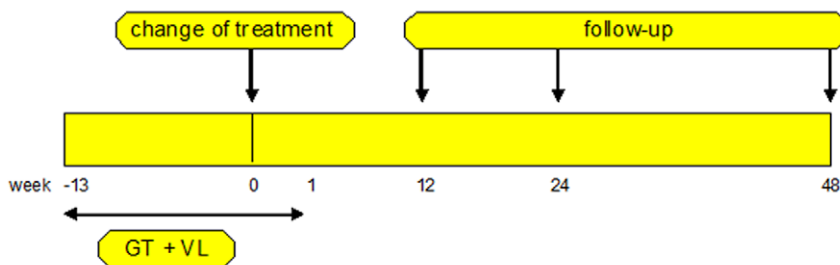 change of treatment
follow-up
week -13 0 1 12 24 48
GT + VL